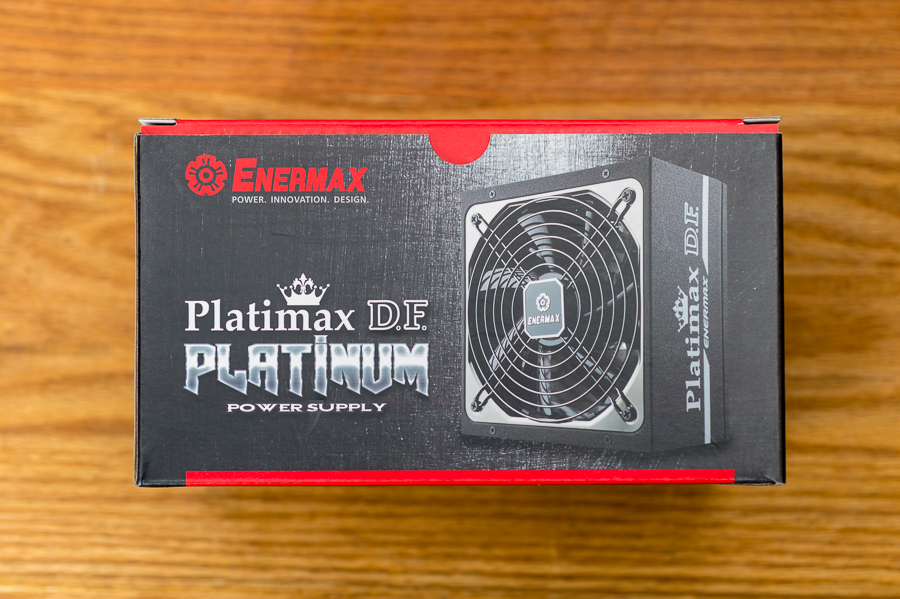 ENERMAX
POWER. INNOVATION. DESIGN.
Platimax D.F.
PLATINUM
POWER SUPPLY
ENERMAX
Platimax D.F.
ENERMAX